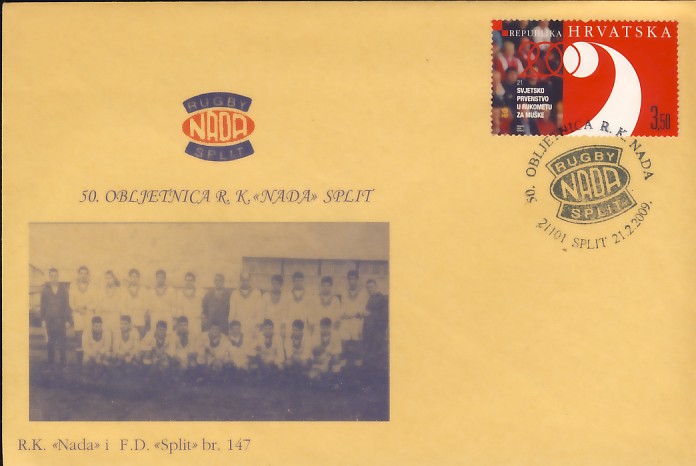 REPUBLIKA HRVATSKA
21
SVJETSKO
PRVENSTVO
U RUKOMETU
ZA MUŠKE
3,50
RUGBY
NADA
SPLIT
50. OBLJETNICA R. K. NADA
RUGBY
NADA
SPLIT
21101 SPLIT 21.2.2009.
50. OBLJETNICA R. K. «NADA» SPLIT
R.K. «Nada» i F.D. «Split» br. 147